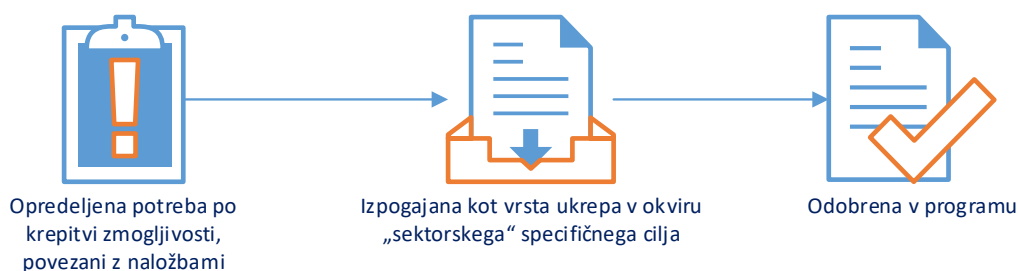 Opredeljena potreba po
krepitvi zmogljivosti,
povezani z naložbami
Izpogajana kot vrsta ukrepa v okviru
„sektorskega“ specifičnega cilja
Odobrena v programu